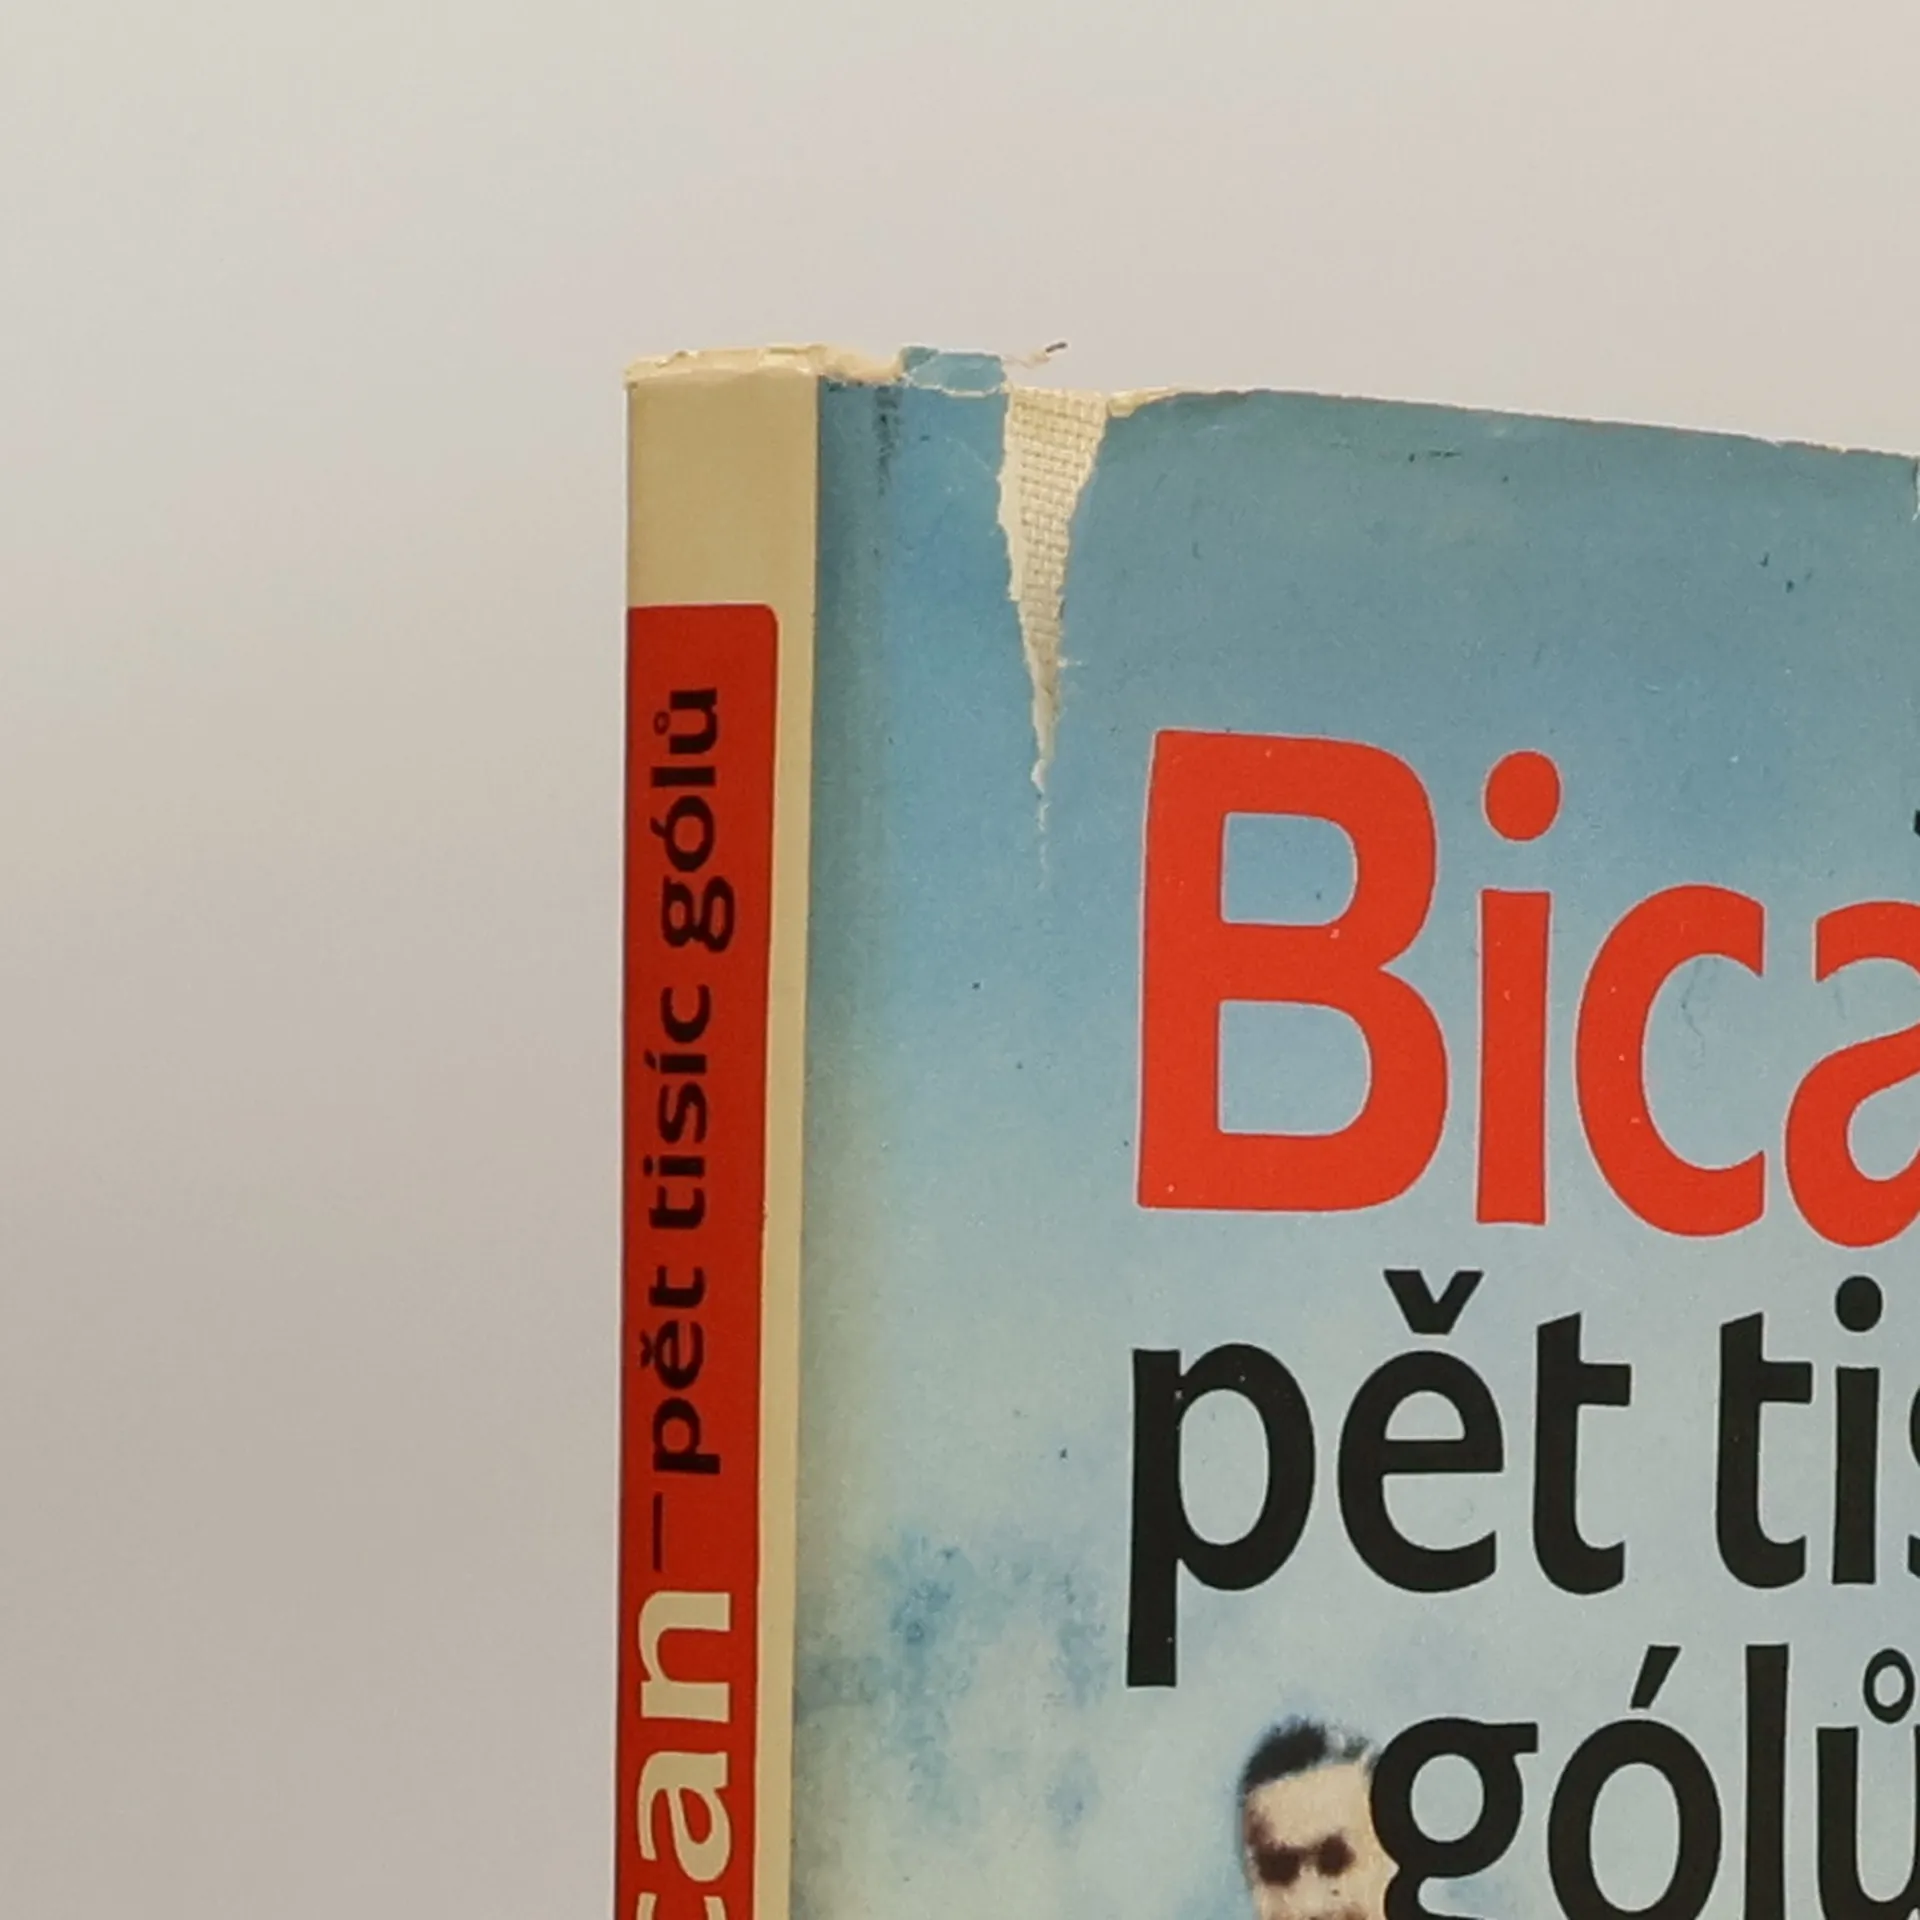 can – pět tisíc gólů
Bica
pět tis
gólů